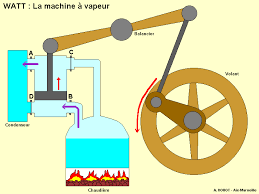 WATT : La machine à vapeur
Balancier
A
C
Volant
D
B
Condenseur
Chaudière